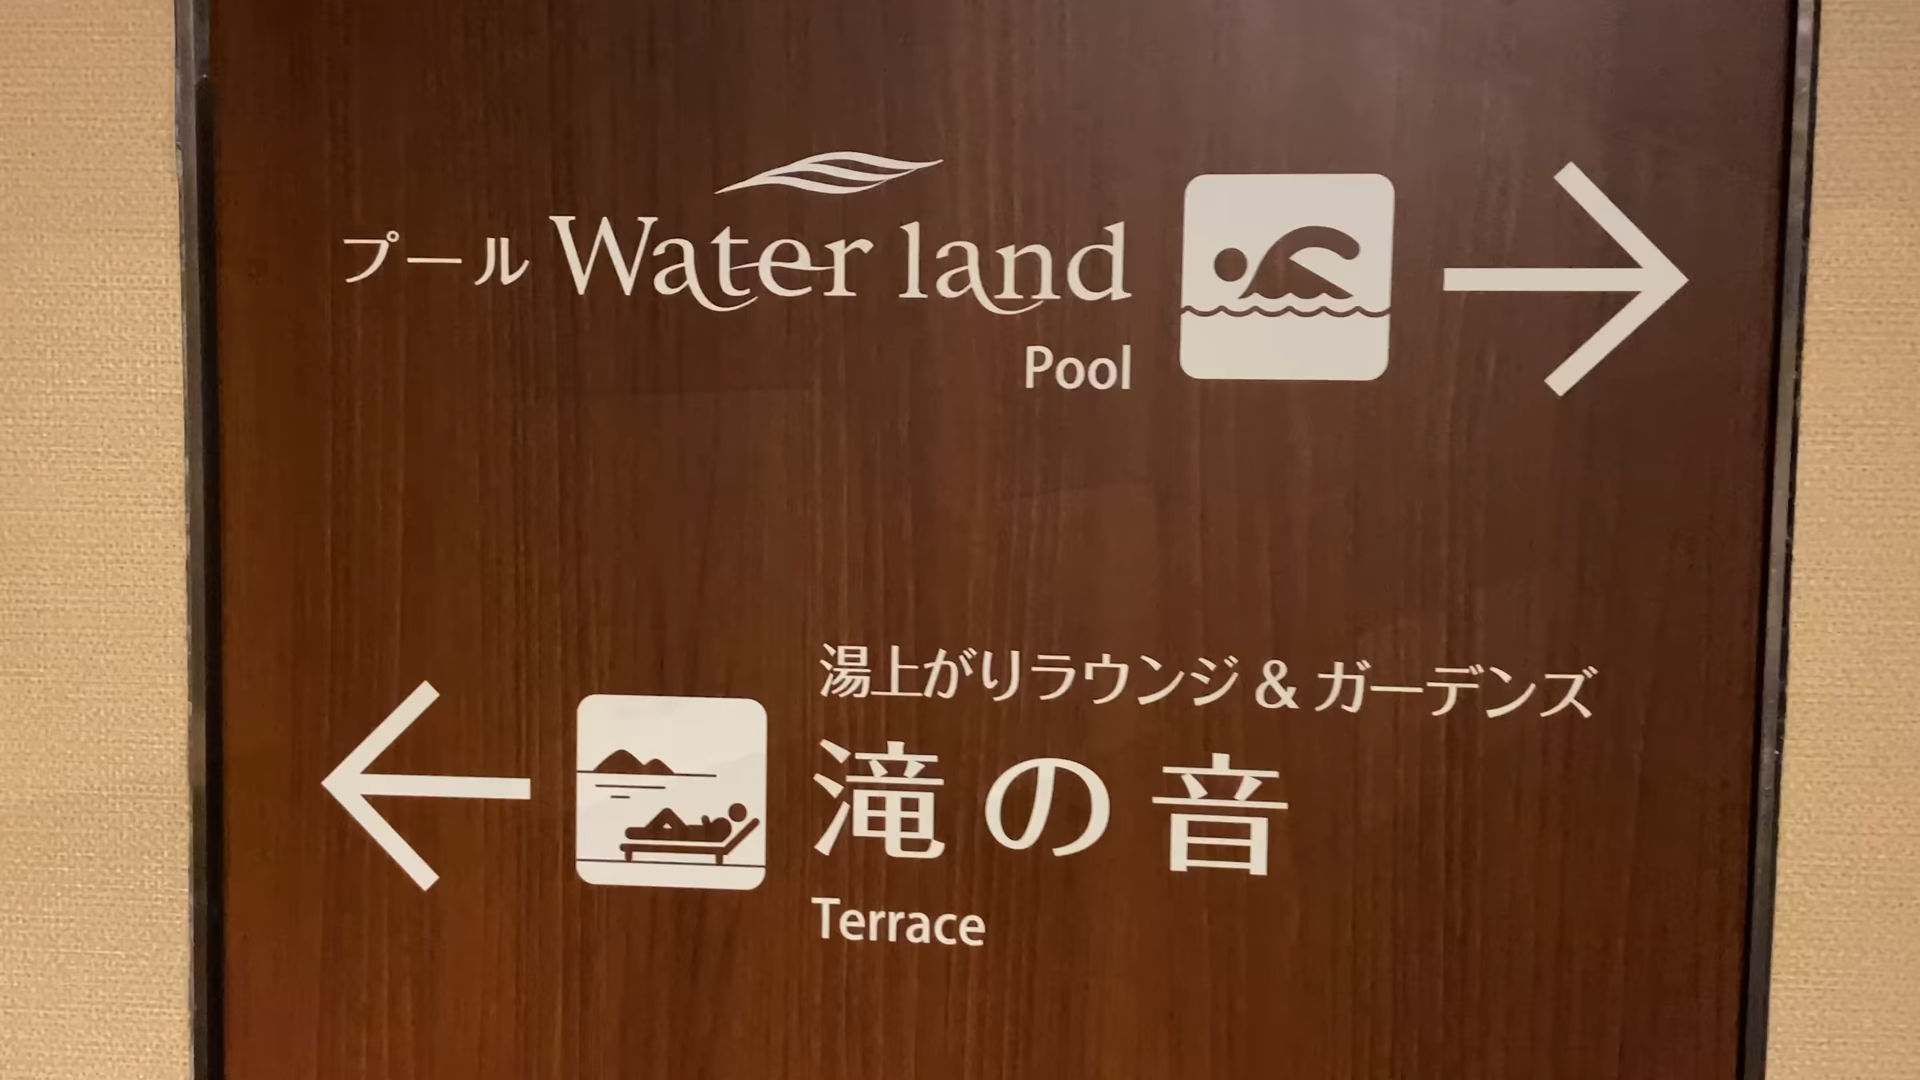 プール Water land
Pool
湯上がりラウンジ & ガーデンズ
滝の音
Terrace